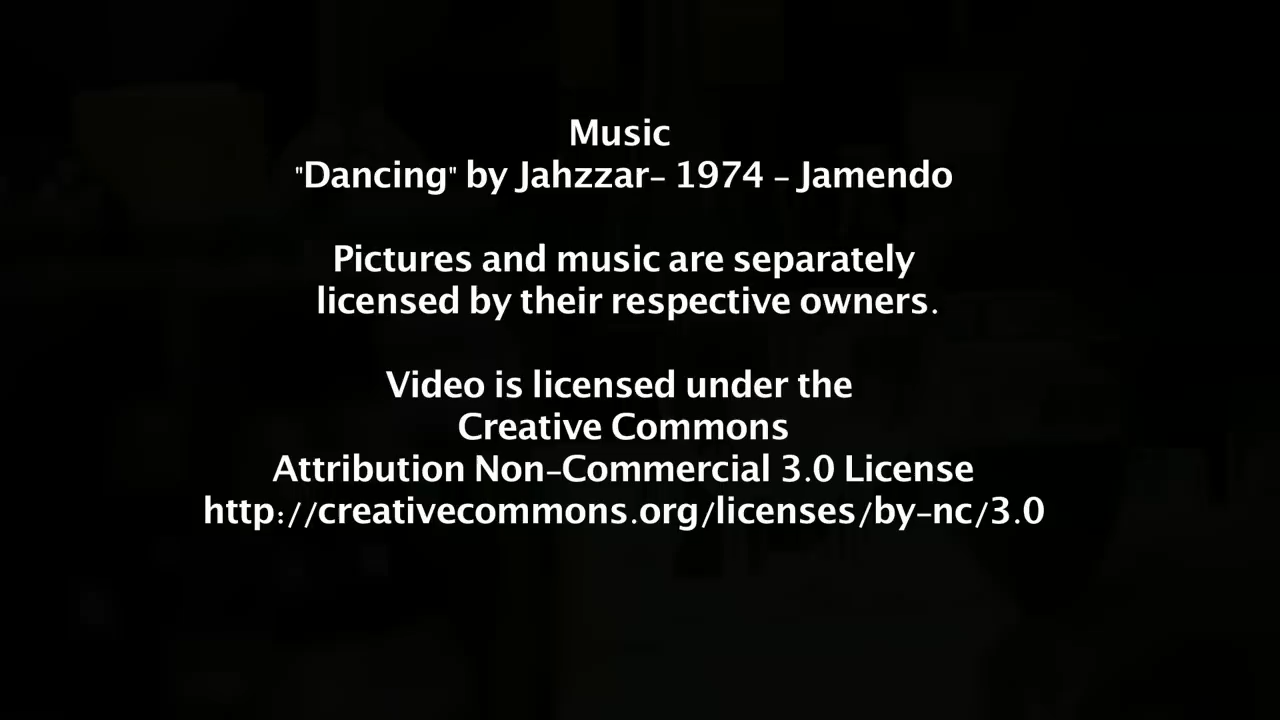 Music
"Dancing" by Jahzzar- 1974 - Jamendo
Pictures and music are separately
licensed by their respective owners.
Video is licensed under the
Creative Commons
Attribution Non-Commercial 3.0 License
http://creativecommons.org/licenses/by-nc/3.0